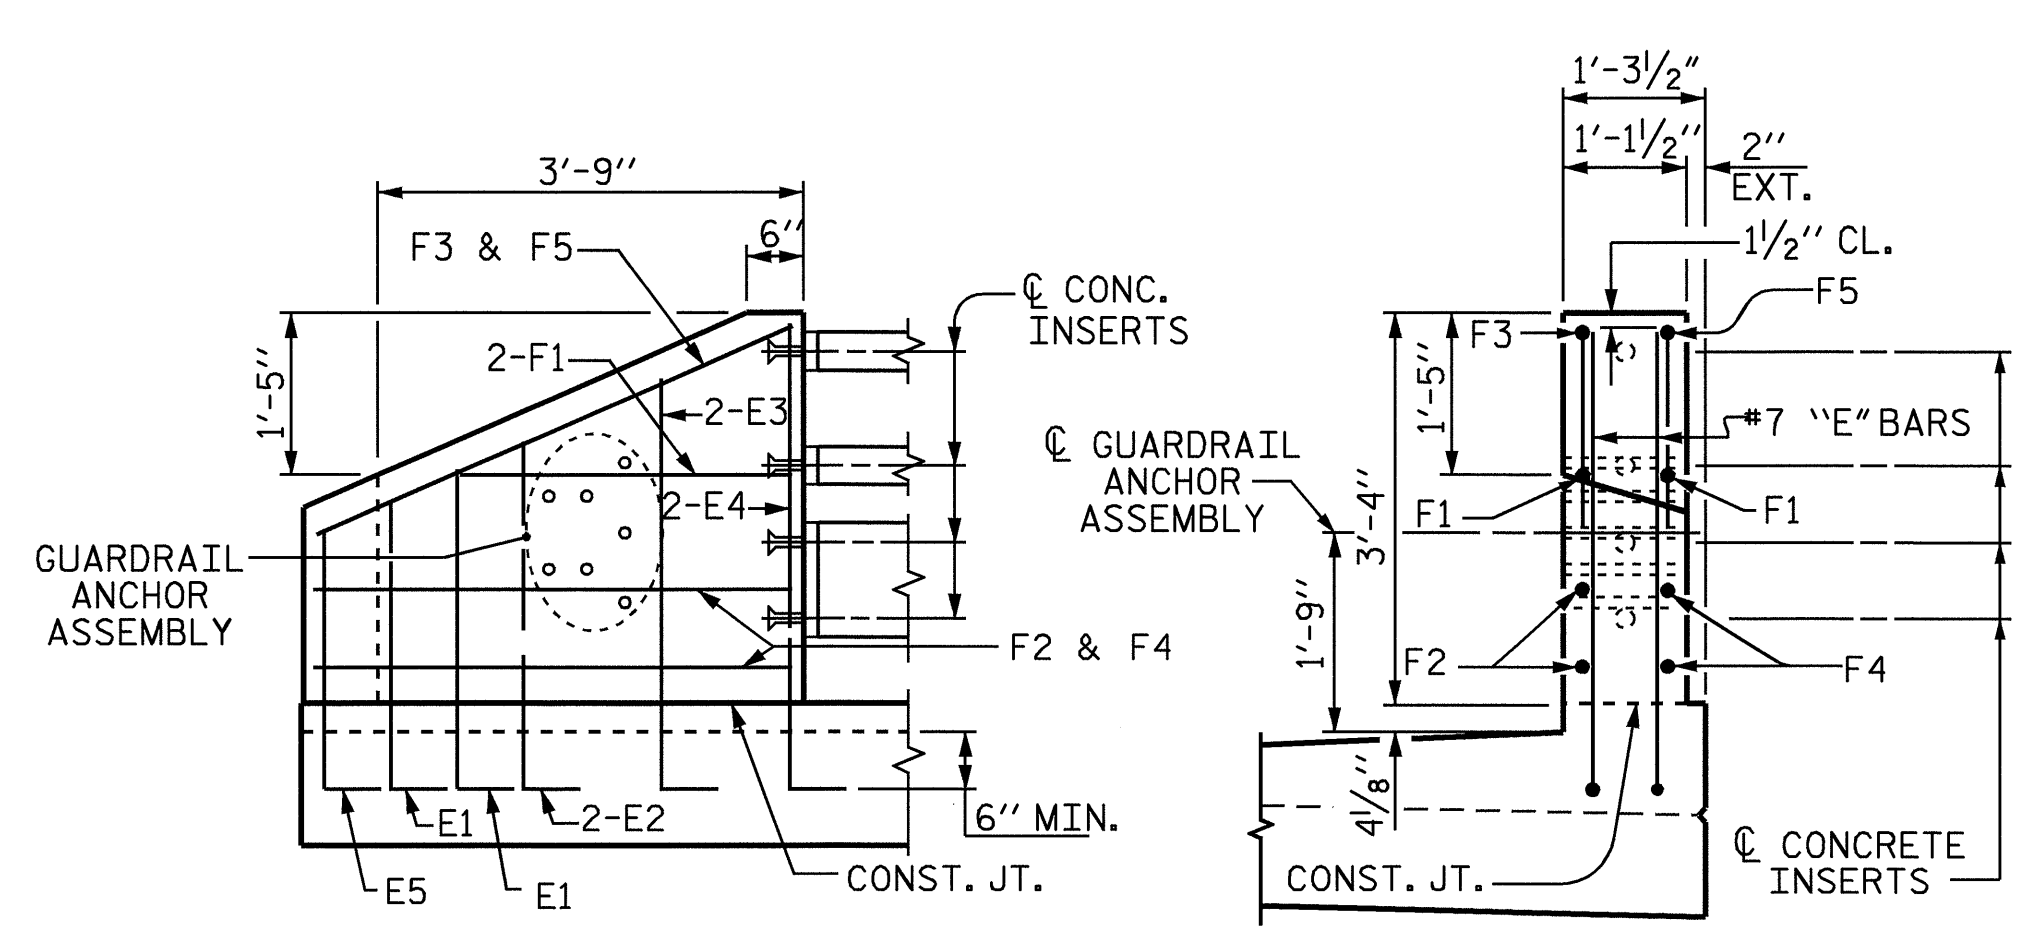 3'-9"
6"
F3 & F5
℄ CONC.
INSERTS
1'-5"
2-F1
2-E3
2-E4
GUARDRAIL
ANCHOR
ASSEMBLY
F2 & F4
E1
2-E2
6" MIN.
E5
E1
CONST. JT.
1'-3½"
1'-1½"
2"
EXT.
1½" CL.
F5
F3
1'-5"
#7 "E" BARS
℄ GUARDRAIL
ANCHOR
ASSEMBLY
3'-4"
F1
F1
1'-9"
F2
F4
4⅛"
℄ CONCRETE
INSERTS
CONST. JT.